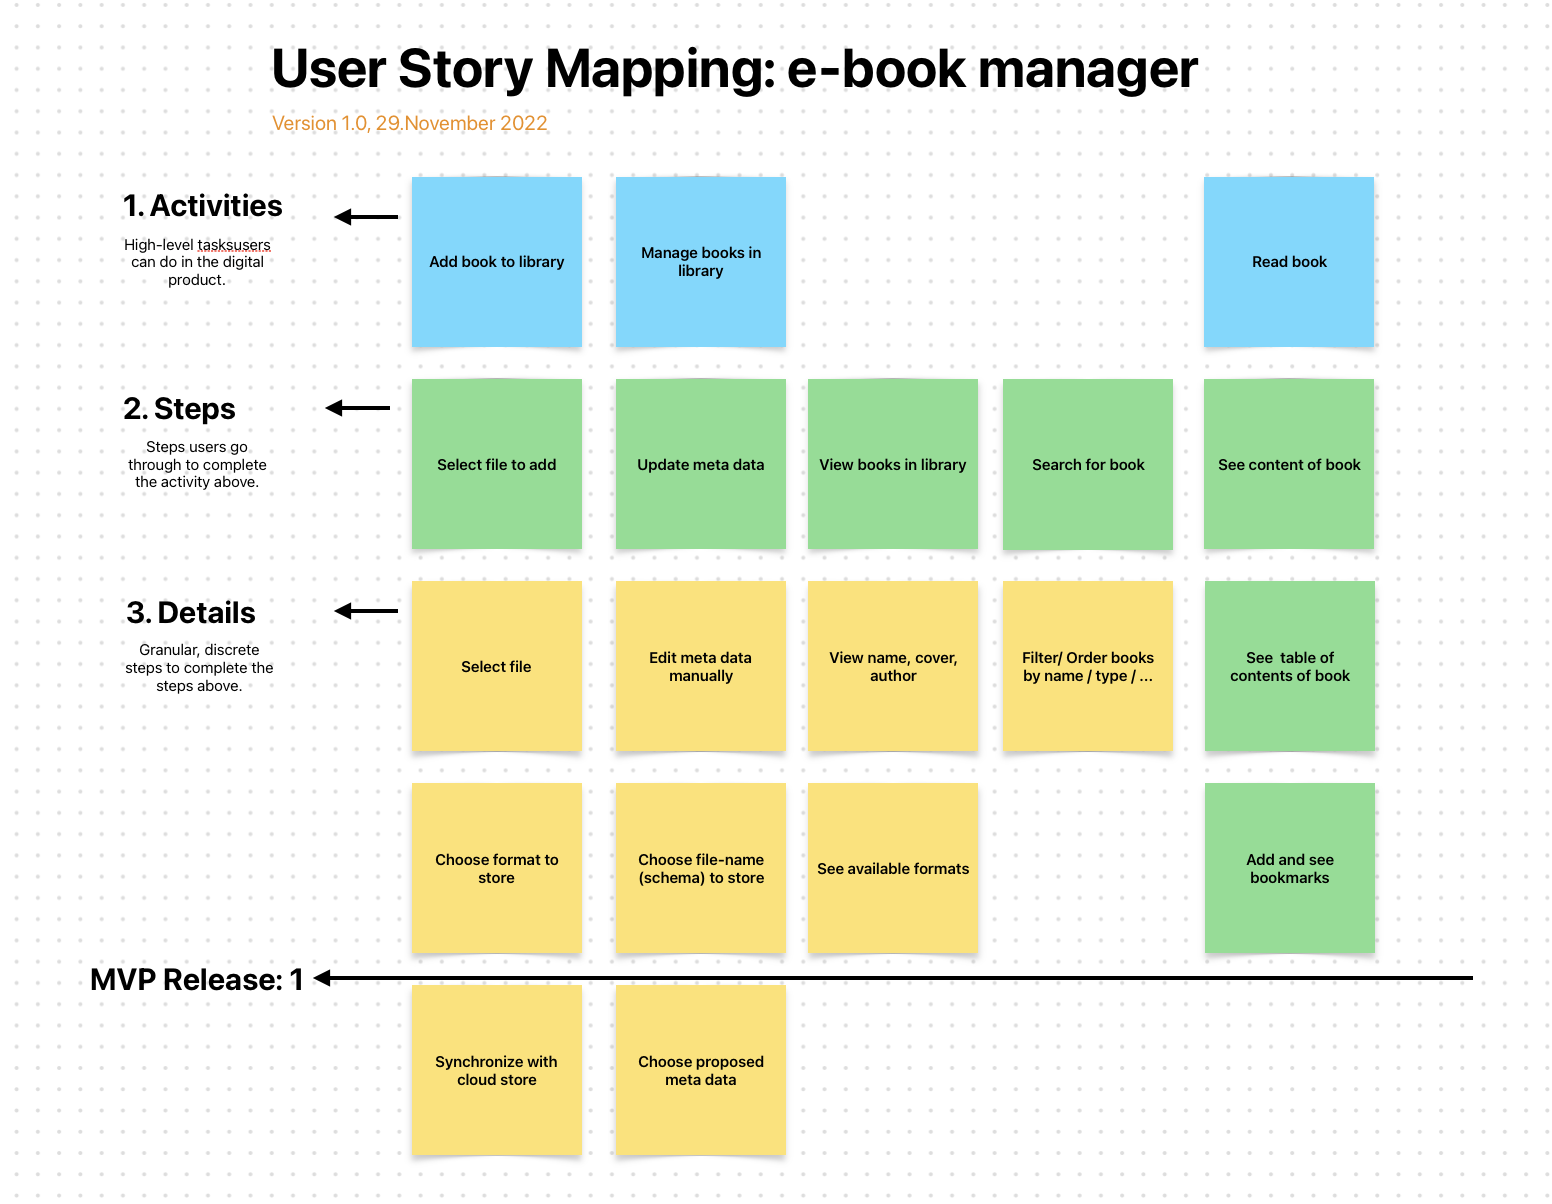 User Story Mapping: e-book manager
Version 1.0, 29.November 2022
1. Activities
High-level tasksusers
can do in the digital
product.
Add book to library
Manage books in
library
Read book
2. Steps
Steps users go
through to complete
the activity above.
Select file to add
Update meta data
View books in library
Search for book
See content of book
3. Details
Granular, discrete
steps to complete the
steps above.
Select file
Edit meta data
manually
View name, cover,
author
Filter/ Order books
by name / type / ...
See  table of
contents of book
Choose format to
store
Choose file-name
(schema) to store
See available formats
Add and see
bookmarks
MVP Release: 1
Synchronize with
cloud store
Choose proposed
meta data